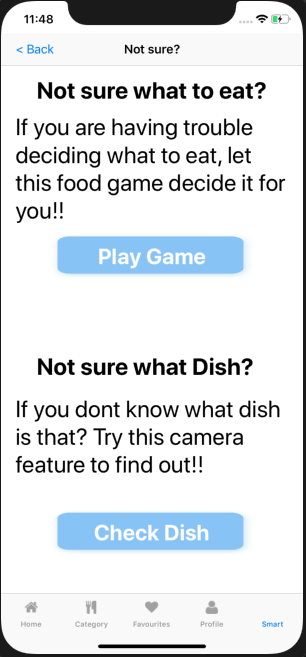 11:48
< Back
Not sure?
Not sure what to eat?
If you are having trouble
deciding what to eat, let
this food game decide it for
you!!
Play Game
Not sure what Dish?
If you dont know what dish
is that? Try this camera
feature to find out!!
Check Dish
Home
Category
Favourites
Profile
Smart